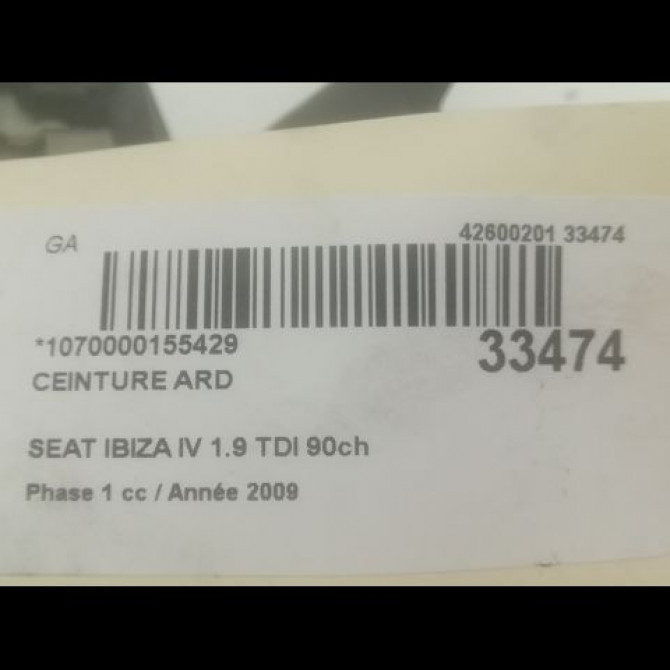 GA
42600201 33474
*1070000155429
33474
CEINTURE ARD
SEAT IBIZA IV 1.9 TDI 90ch
Phase 1 cc / Année 2009